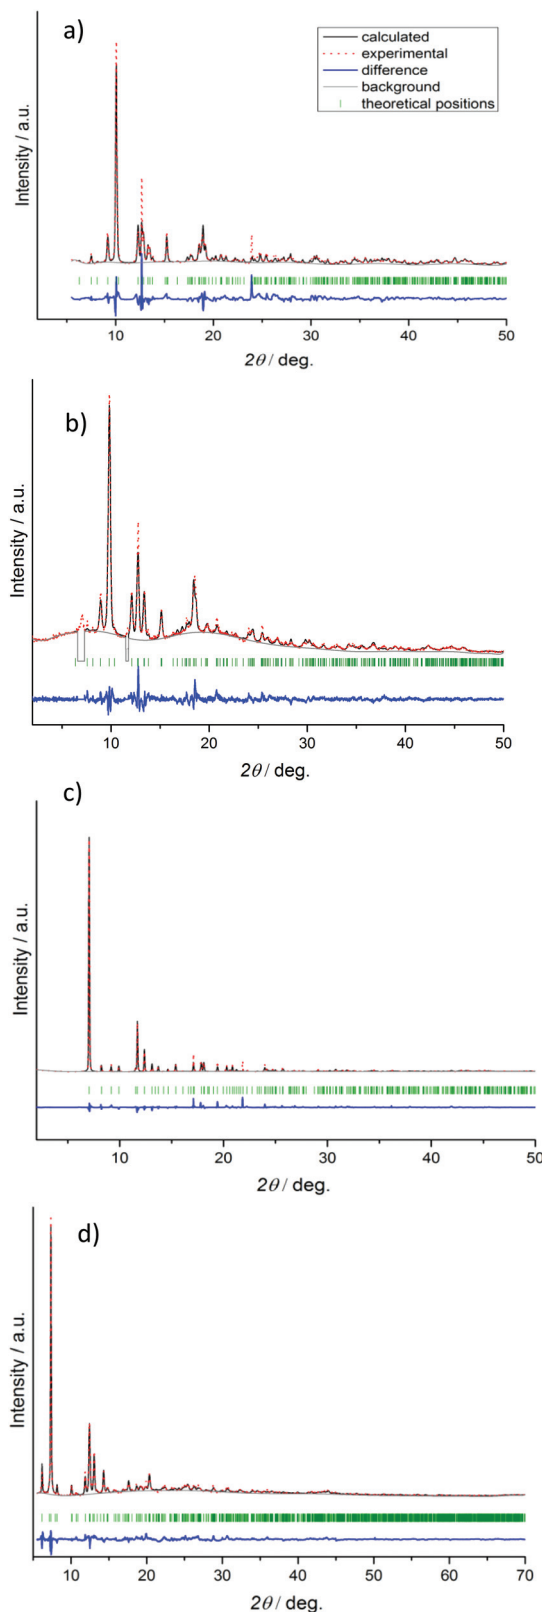 a)
calculated
experimental
difference
background
theoretical positions
Intensity / a.u.
10 20 30 40 50
2θ / deg.
b)
Intensity / a.u.
10 20 30 40 50
2θ / deg.
c)
Intensity / a.u.
10 20 30 40 50
2θ / deg.
d)
Intensity / a.u.
10 20 30 40 50 60 70
2θ / deg.